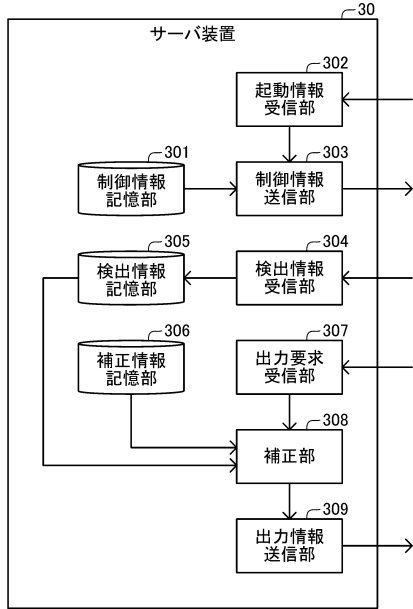 30
サーバ装置
302
起動情報
受信部
301
制御情報
記憶部
303
制御情報
送信部
305
検出情報
記憶部
304
検出情報
受信部
306
補正情報
記憶部
307
出力要求
受信部
308
補正部
309
出力情報
送信部